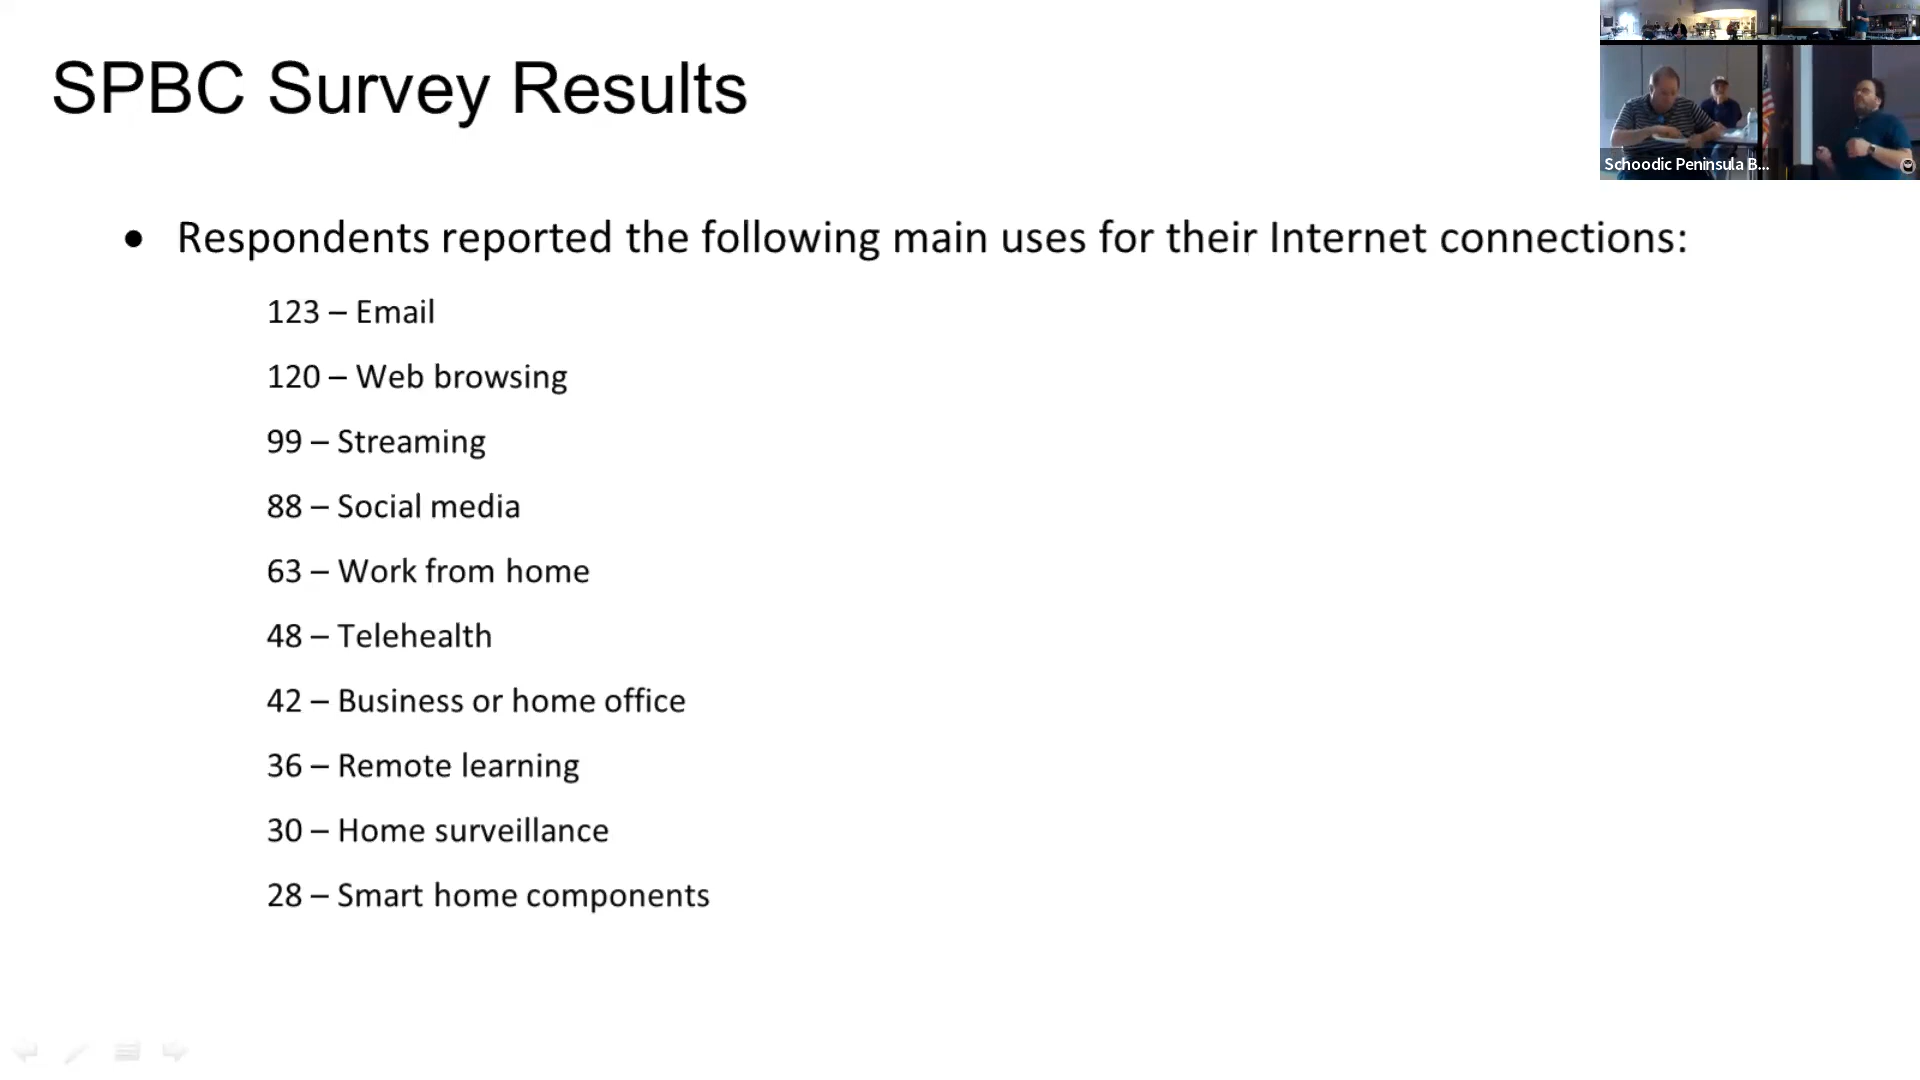 SPBC Survey Results
Schoodic Peninsula B...
• Respondents reported the following main uses for their Internet connections:
123 – Email
120 – Web browsing
99 – Streaming
88 – Social media
63 – Work from home
48 – Telehealth
42 – Business or home office
36 – Remote learning
30 – Home surveillance
28 – Smart home components